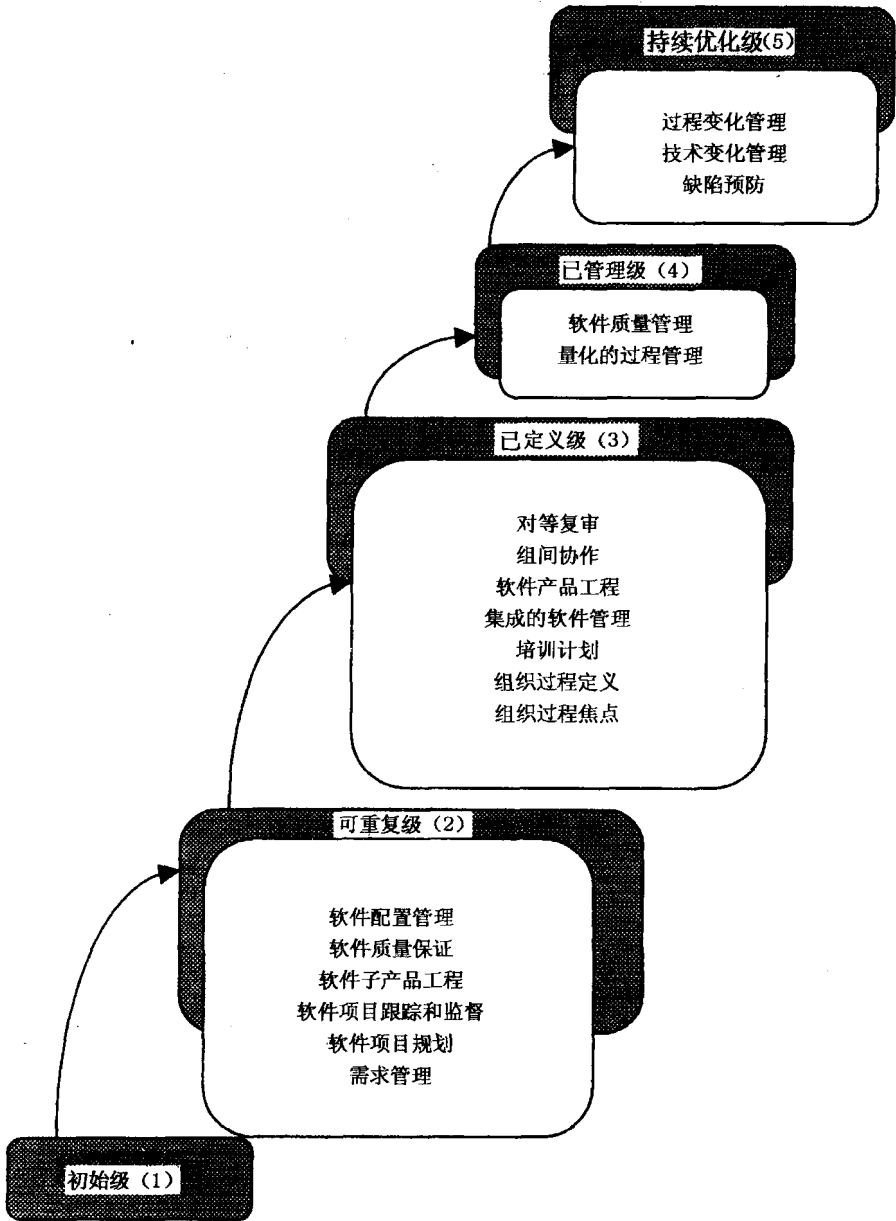 持续优化级(5)
过程变化管理
技术变化管理
缺陷预防
已管理级（4）
软件质量管理
量化的过程管理
已定义级（3）
对等复审
组间协作
软件产品工程
集成的软件管理
培训计划
组织过程定义
组织过程焦点
可重复级（2）
软件配置管理
软件质量保证
软件子产品工程
软件项目跟踪和监督
软件项目规划
需求管理
初始级（1）